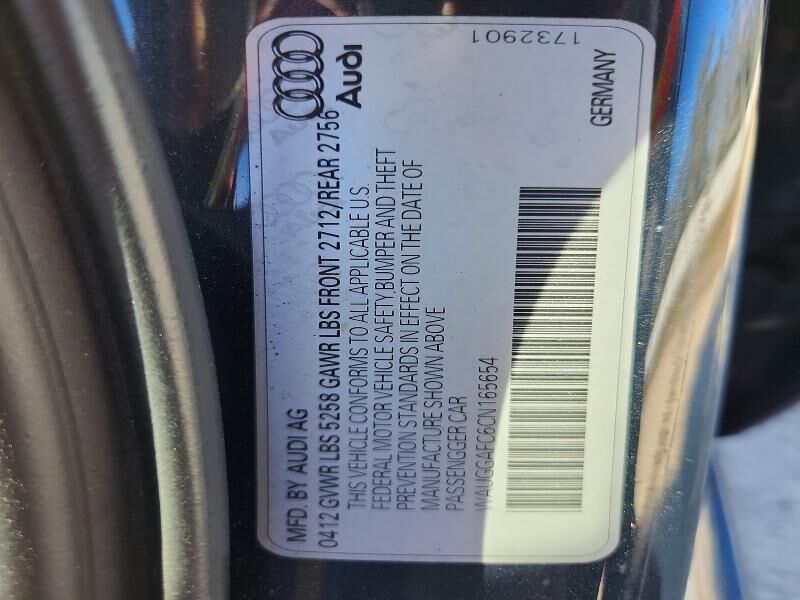 Audi
MFD. BY AUDI AG
0412 GVWR LBS 5258 GAWR LBS FRONT 2712/REAR 2756
THIS VEHICLE CONFORMS TO ALL APPLICABLE U.S.
FEDERAL MOTOR VEHICLE SAFETY BUMPER AND THEFT
PREVENTION STANDARDS IN EFFECT ON THE DATE OF
MANUFACTURE SHOWN ABOVE
PASSENGGER CAR
WAUGGAFC6CN165654
GERMANY
1732901